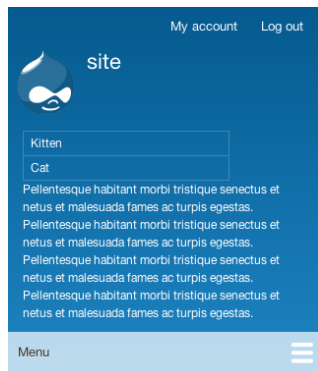 My account Log out
site
Kitten
Cat
Pellentesque habitant morbi tristique senectus et
netus et malesuada fames ac turpis egestas.
Pellentesque habitant morbi tristique senectus et
netus et malesuada fames ac turpis egestas.
Pellentesque habitant morbi tristique senectus et
netus et malesuada fames ac turpis egestas.
Pellentesque habitant morbi tristique senectus et
netus et malesuada fames ac turpis egestas.
Menu